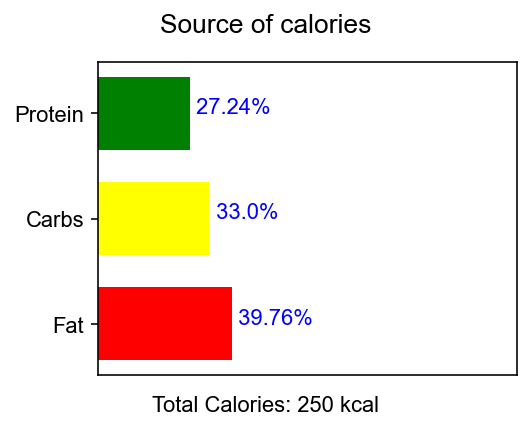 Source of calories
Protein 27.24%
Carbs 33.0%
Fat 39.76%
Total Calories: 250 kcal